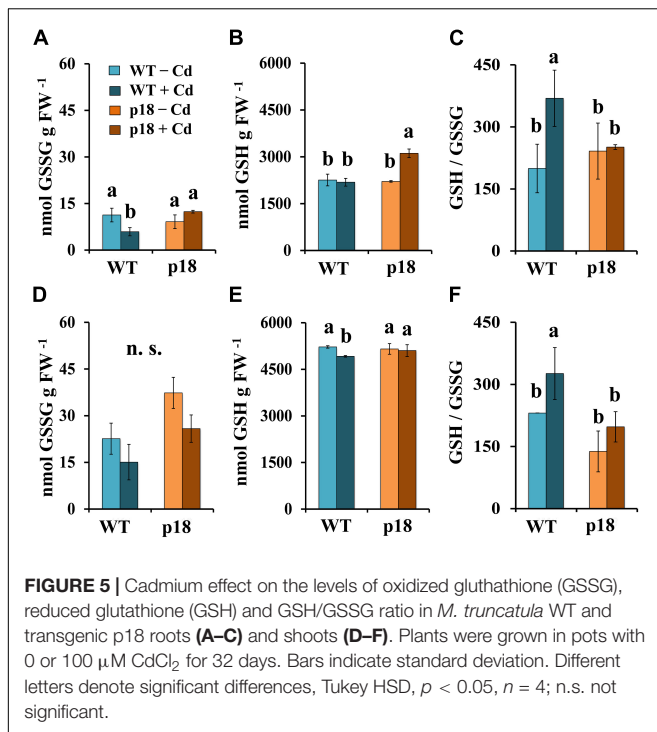 A
nmol GSSG g FW -1
60
45
30
15
0
WT – Cd
WT + Cd
p18 – Cd
p18 + Cd
a
b
a
a
WT
p18
B
nmol GSH g FW -1
6000
4500
3000
1500
0
b
b
b
a
WT
p18
C
GSH / GSSG
450
300
150
0
b
a
b
b
WT
p18
D
nmol GSSG g FW -1
60
45
30
15
0
n. s.
WT
p18
E
nmol GSH g FW -1
6000
4500
3000
1500
0
a
b
a
a
WT
p18
F
GSH / GSSG
450
300
150
0
b
a
b
b
WT
p18
FIGURE 5 | Cadmium effect on the levels of oxidized gluthathione (GSSG),
reduced glutathione (GSH) and GSH/GSSG ratio in M. truncatula WT and
transgenic p18 roots (A–C) and shoots (D–F). Plants were grown in pots with
0 or 100 μM CdCl2 for 32 days. Bars indicate standard deviation. Different
letters denote significant differences, Tukey HSD, p < 0.05, n = 4; n.s. not
significant.